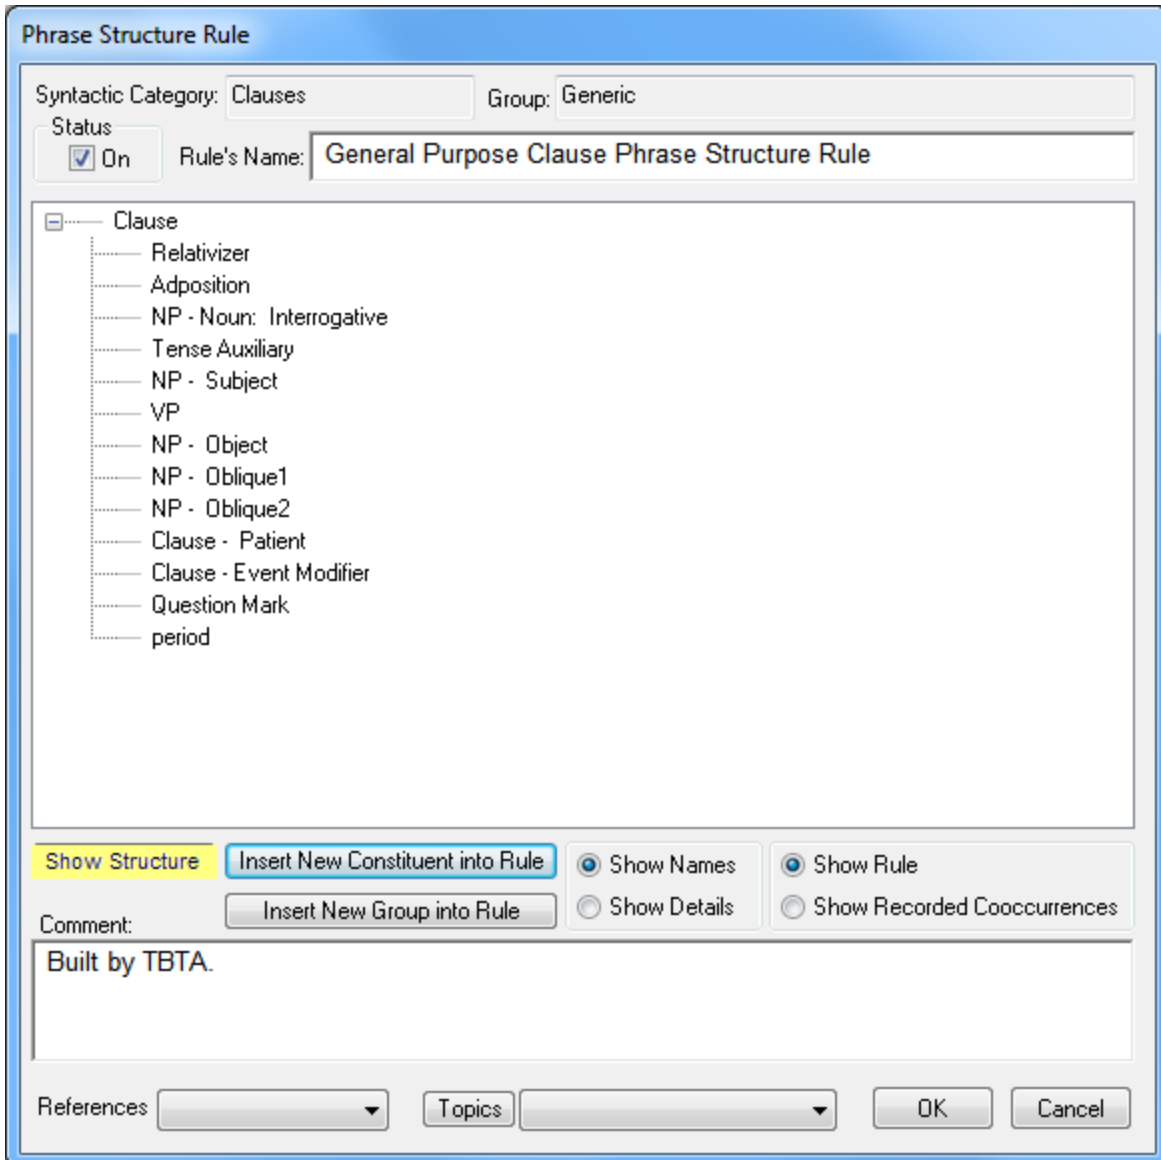 Phrase Structure Rule
Syntactic Category: Clauses Group: Generic
Status
On Rule's Name: General Purpose Clause Phrase Structure Rule
Clause
Relativizer
Adposition
NP - Noun: Interrogative
Tense Auxiliary
NP - Subject
VP
NP - Object
NP - Oblique1
NP - Oblique2
Clause - Patient
Clause - Event Modifier
Question Mark
period
Show Structure Insert New Constituent into Rule Show Names Show Rule
Insert New Group into Rule Show Details Show Recorded Cooccurrences
Comment:
Built by TBTA.
References Topics OK Cancel